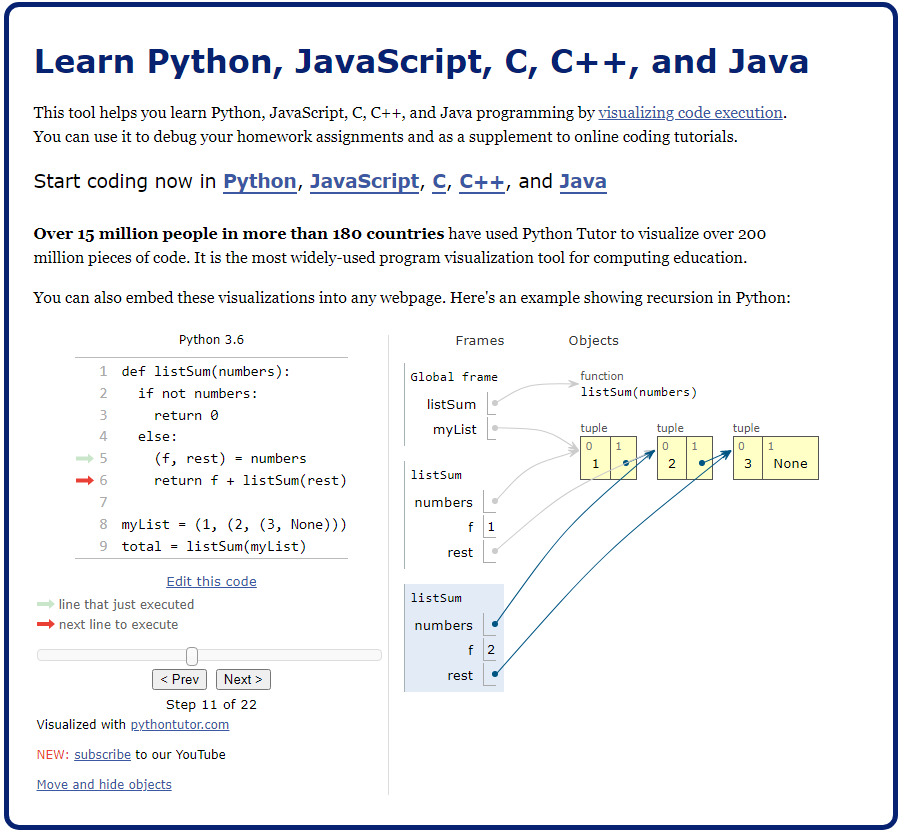 Learn Python, JavaScript, C, C++, and Java
This tool helps you learn Python, JavaScript, C, C++, and Java programming by visualizing code execution.
You can use it to debug your homework assignments and as a supplement to online coding tutorials.
Start coding now in Python, JavaScript, C, C++, and Java
Over 15 million people in more than 180 countries have used Python Tutor to visualize over 200
million pieces of code. It is the most widely-used program visualization tool for computing education.
You can also embed these visualizations into any webpage. Here's an example showing recursion in Python:
Python 3.6
1 def listSum(numbers):
2   if not numbers:
3     return 0
4   else:
5     (f, rest) = numbers
6     return f + listSum(rest)
7
8 myList = (1, (2, (3, None)))
9 total = listSum(myList)
Edit this code
line that just executed
next line to execute
< Prev Next >
Step 11 of 22
Visualized with pythontutor.com
NEW: subscribe to our YouTube
Move and hide objects
Frames Objects
Global frame
listSum
myList
function
listSum(numbers)
tuple
0 1
1
tuple
0 1
2
tuple
0 1
3 None
listSum
numbers
f 1
rest
listSum
numbers
f 2
rest